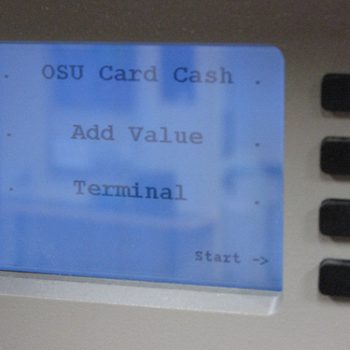 OSU Card Cash
Add Value
Terminal
Start ->